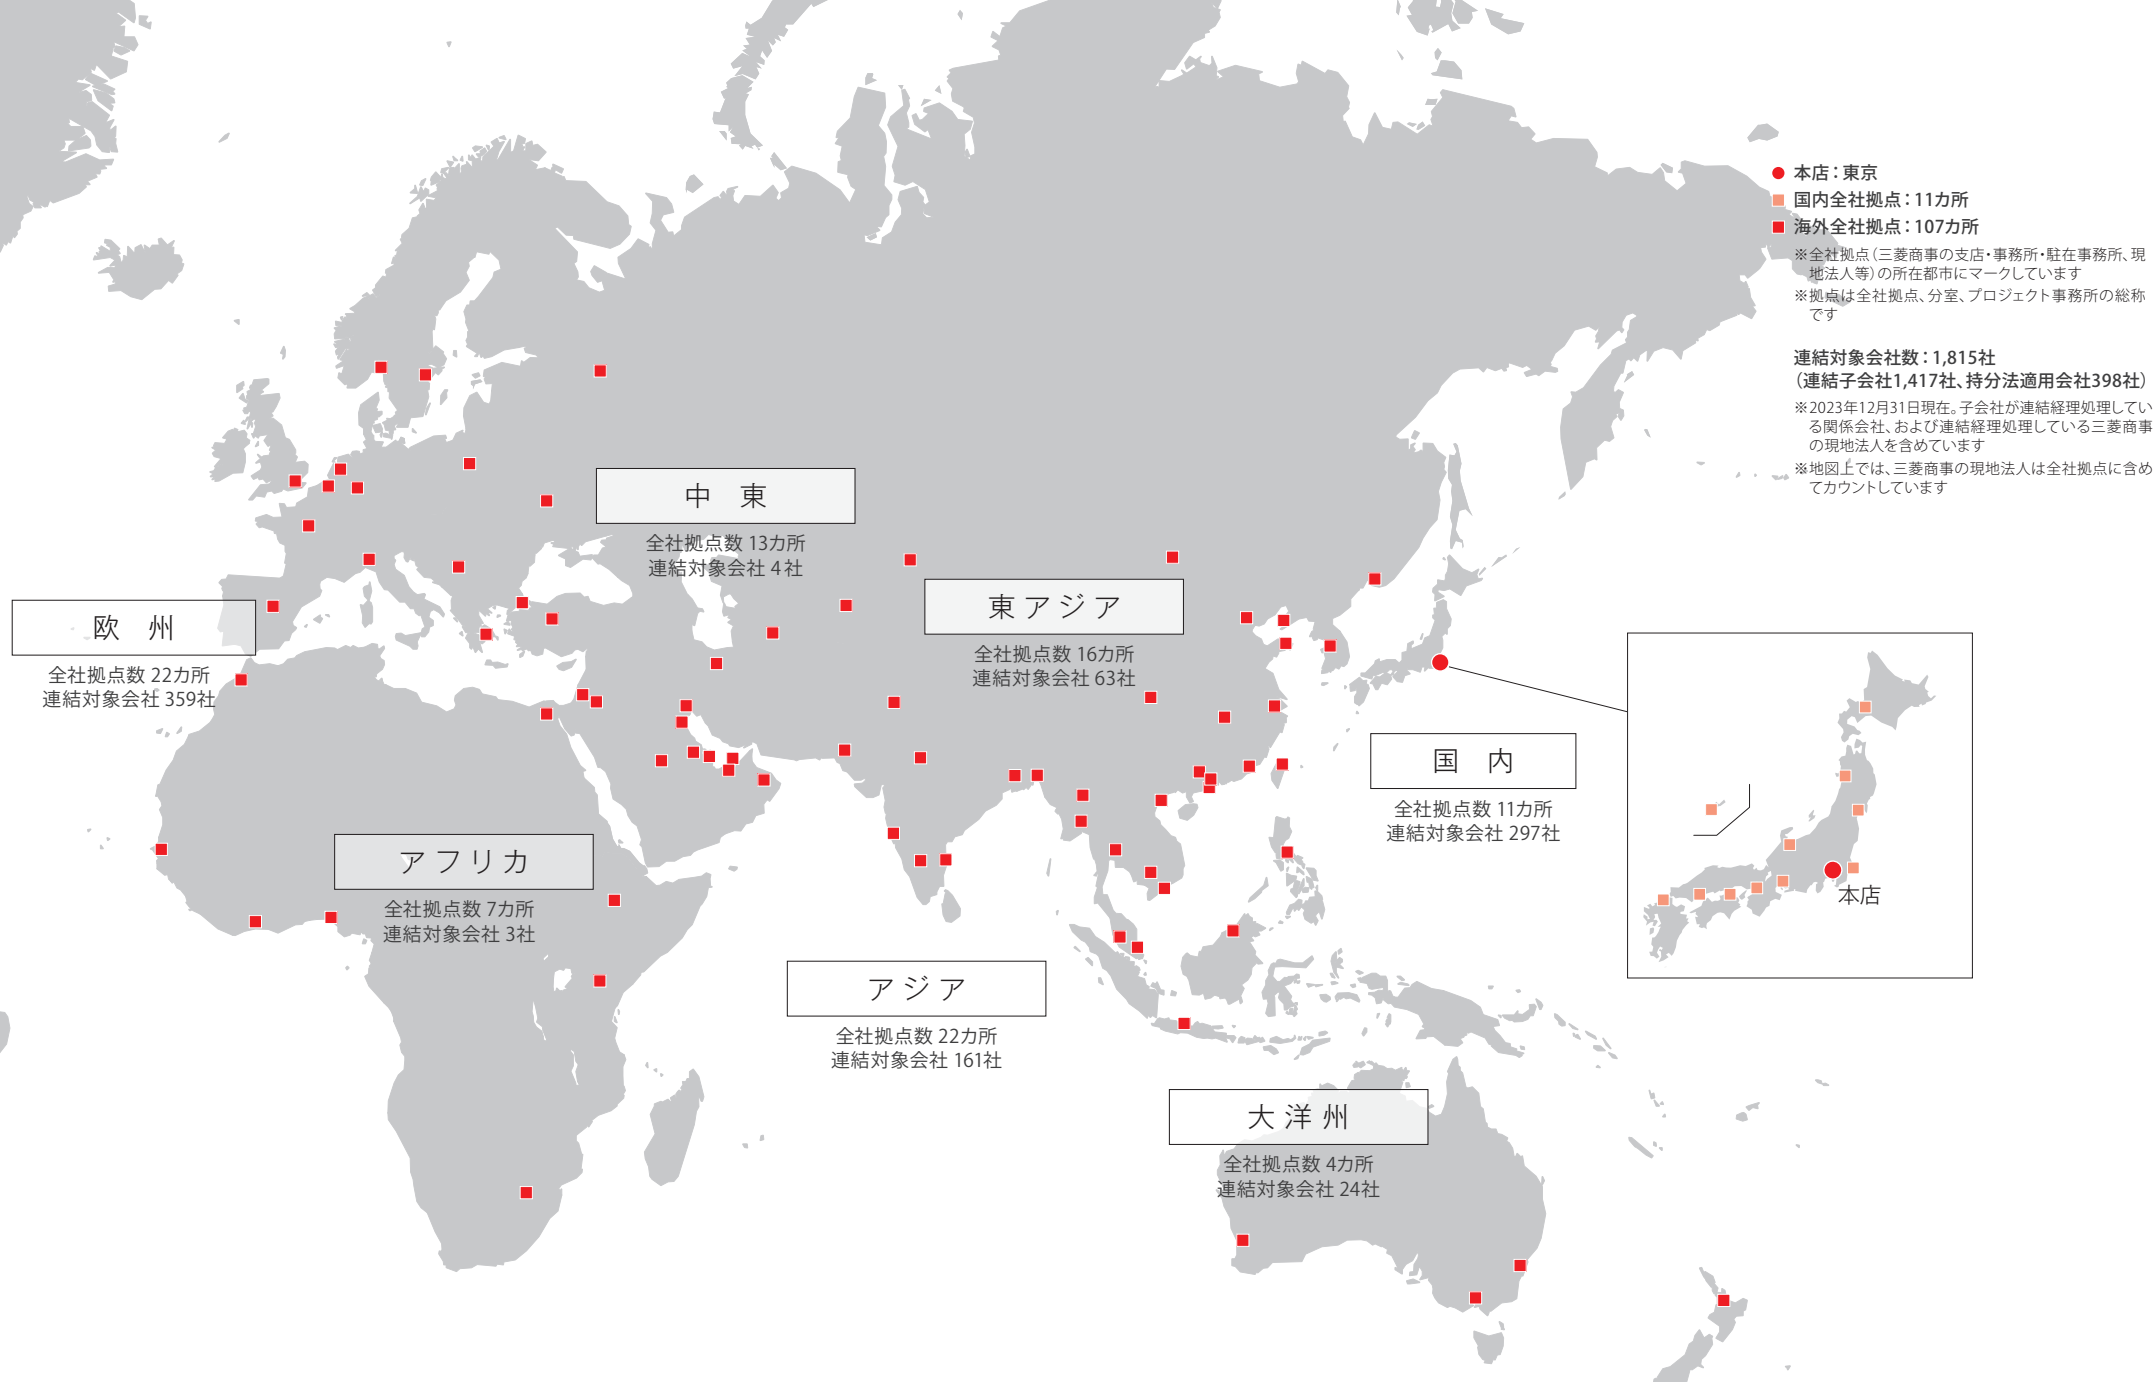 本店：東京
国内全社拠点：11カ所
海外全社拠点：107カ所
※全社拠点（三菱商事の支店・事務所・駐在事務所、現
地法人等）の所在都市にマークしています
※拠点は全社拠点、分室、プロジェクト事務所の総称
です
連結対象会社数：1,815社
（連結子会社1,417社、持分法適用会社398社）
※2023年12月31日現在。子会社が連結経理処理してい
る関係会社、および連結経理処理している三菱商事
の現地法人を含めています
※地図上では、三菱商事の現地法人は全社拠点に含め
てカウントしています
中 東
全社拠点数 13カ所
連結対象会社 4社
東アジア
全社拠点数 16カ所
連結対象会社 63社
欧 州
全社拠点数 22カ所
連結対象会社 359社
国 内
全社拠点数 11カ所
連結対象会社 297社
本店
アフリカ
全社拠点数 7カ所
連結対象会社 3社
アジア
全社拠点数 22カ所
連結対象会社 161社
大洋州
全社拠点数 4カ所
連結対象会社 24社